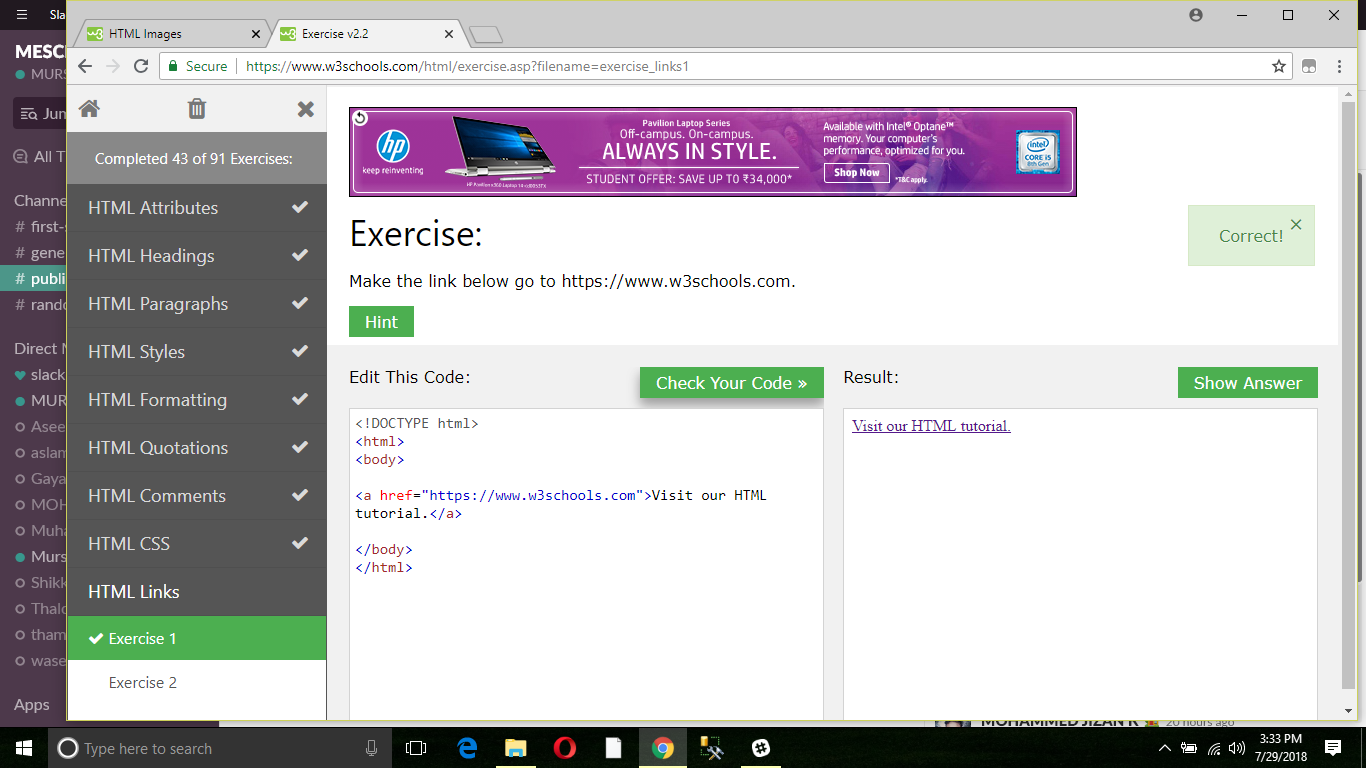 HTML Images
Exercise v2.2
Secure
https://www.w3schools.com/html/exercise.asp?filename=exercise_links1
MESC
MURS
Jum
All T
Channe
# first-s
# gene
# publi
# rando
Direct M
slack
MUR
Asee
aslam
Gaya
MOH
Muha
Murs
Shikk
Thalo
tham
wase
Apps
Completed 43 of 91 Exercises:
HTML Attributes
HTML Headings
HTML Paragraphs
HTML Styles
HTML Formatting
HTML Quotations
HTML Comments
HTML CSS
HTML Links
Exercise 1
Exercise 2
hp
keep reinventing
HP Pavilion x360 Laptop 14-cd0053TX
Pavilion Laptop Series
Off-campus. On-campus.
ALWAYS IN STYLE.
STUDENT OFFER: SAVE UP TO ₹34,000*
Available with Intel® Optane™
memory. Your computer's
performance, optimized for you.
Shop Now
*T&C apply.
intel
CORE i5
8th Gen
Exercise:
Correct!
Make the link below go to https://www.w3schools.com.
Hint
Edit This Code:
Check Your Code »
Result:
Show Answer
<!DOCTYPE html>
<html>
<body>
<a href="https://www.w3schools.com">Visit our HTML
tutorial.</a>
</body>
</html>
Visit our HTML tutorial.
MOHAMMED JIZAN K
20 hours ago
Type here to search
3:33 PM
7/29/2018